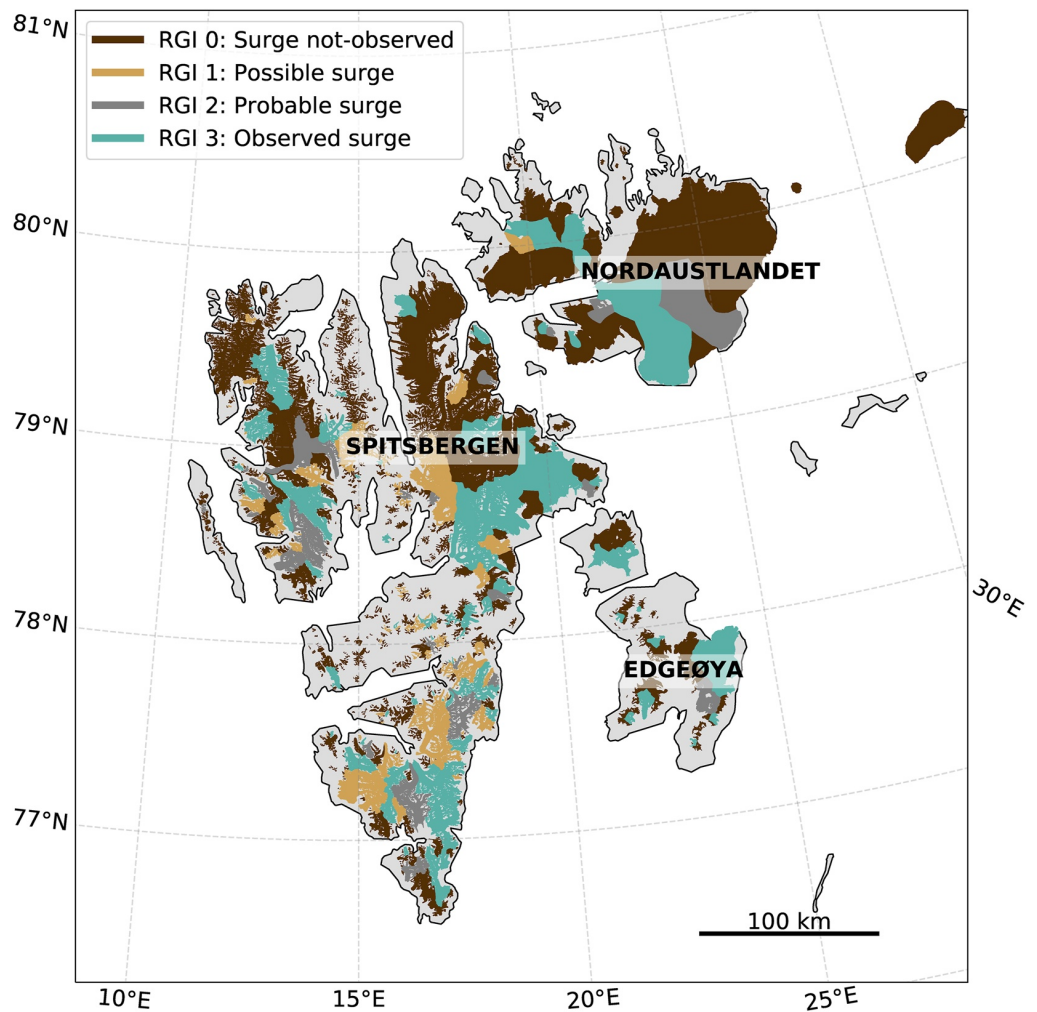 81°N
RGI 0: Surge not-observed
RGI 1: Possible surge
RGI 2: Probable surge
RGI 3: Observed surge
80°N
NORDAUSTLANDET
79°N
SPITSBERGEN
30°E
78°N
EDGEØYA
77°N
100 km
10°E
15°E
20°E
25°E